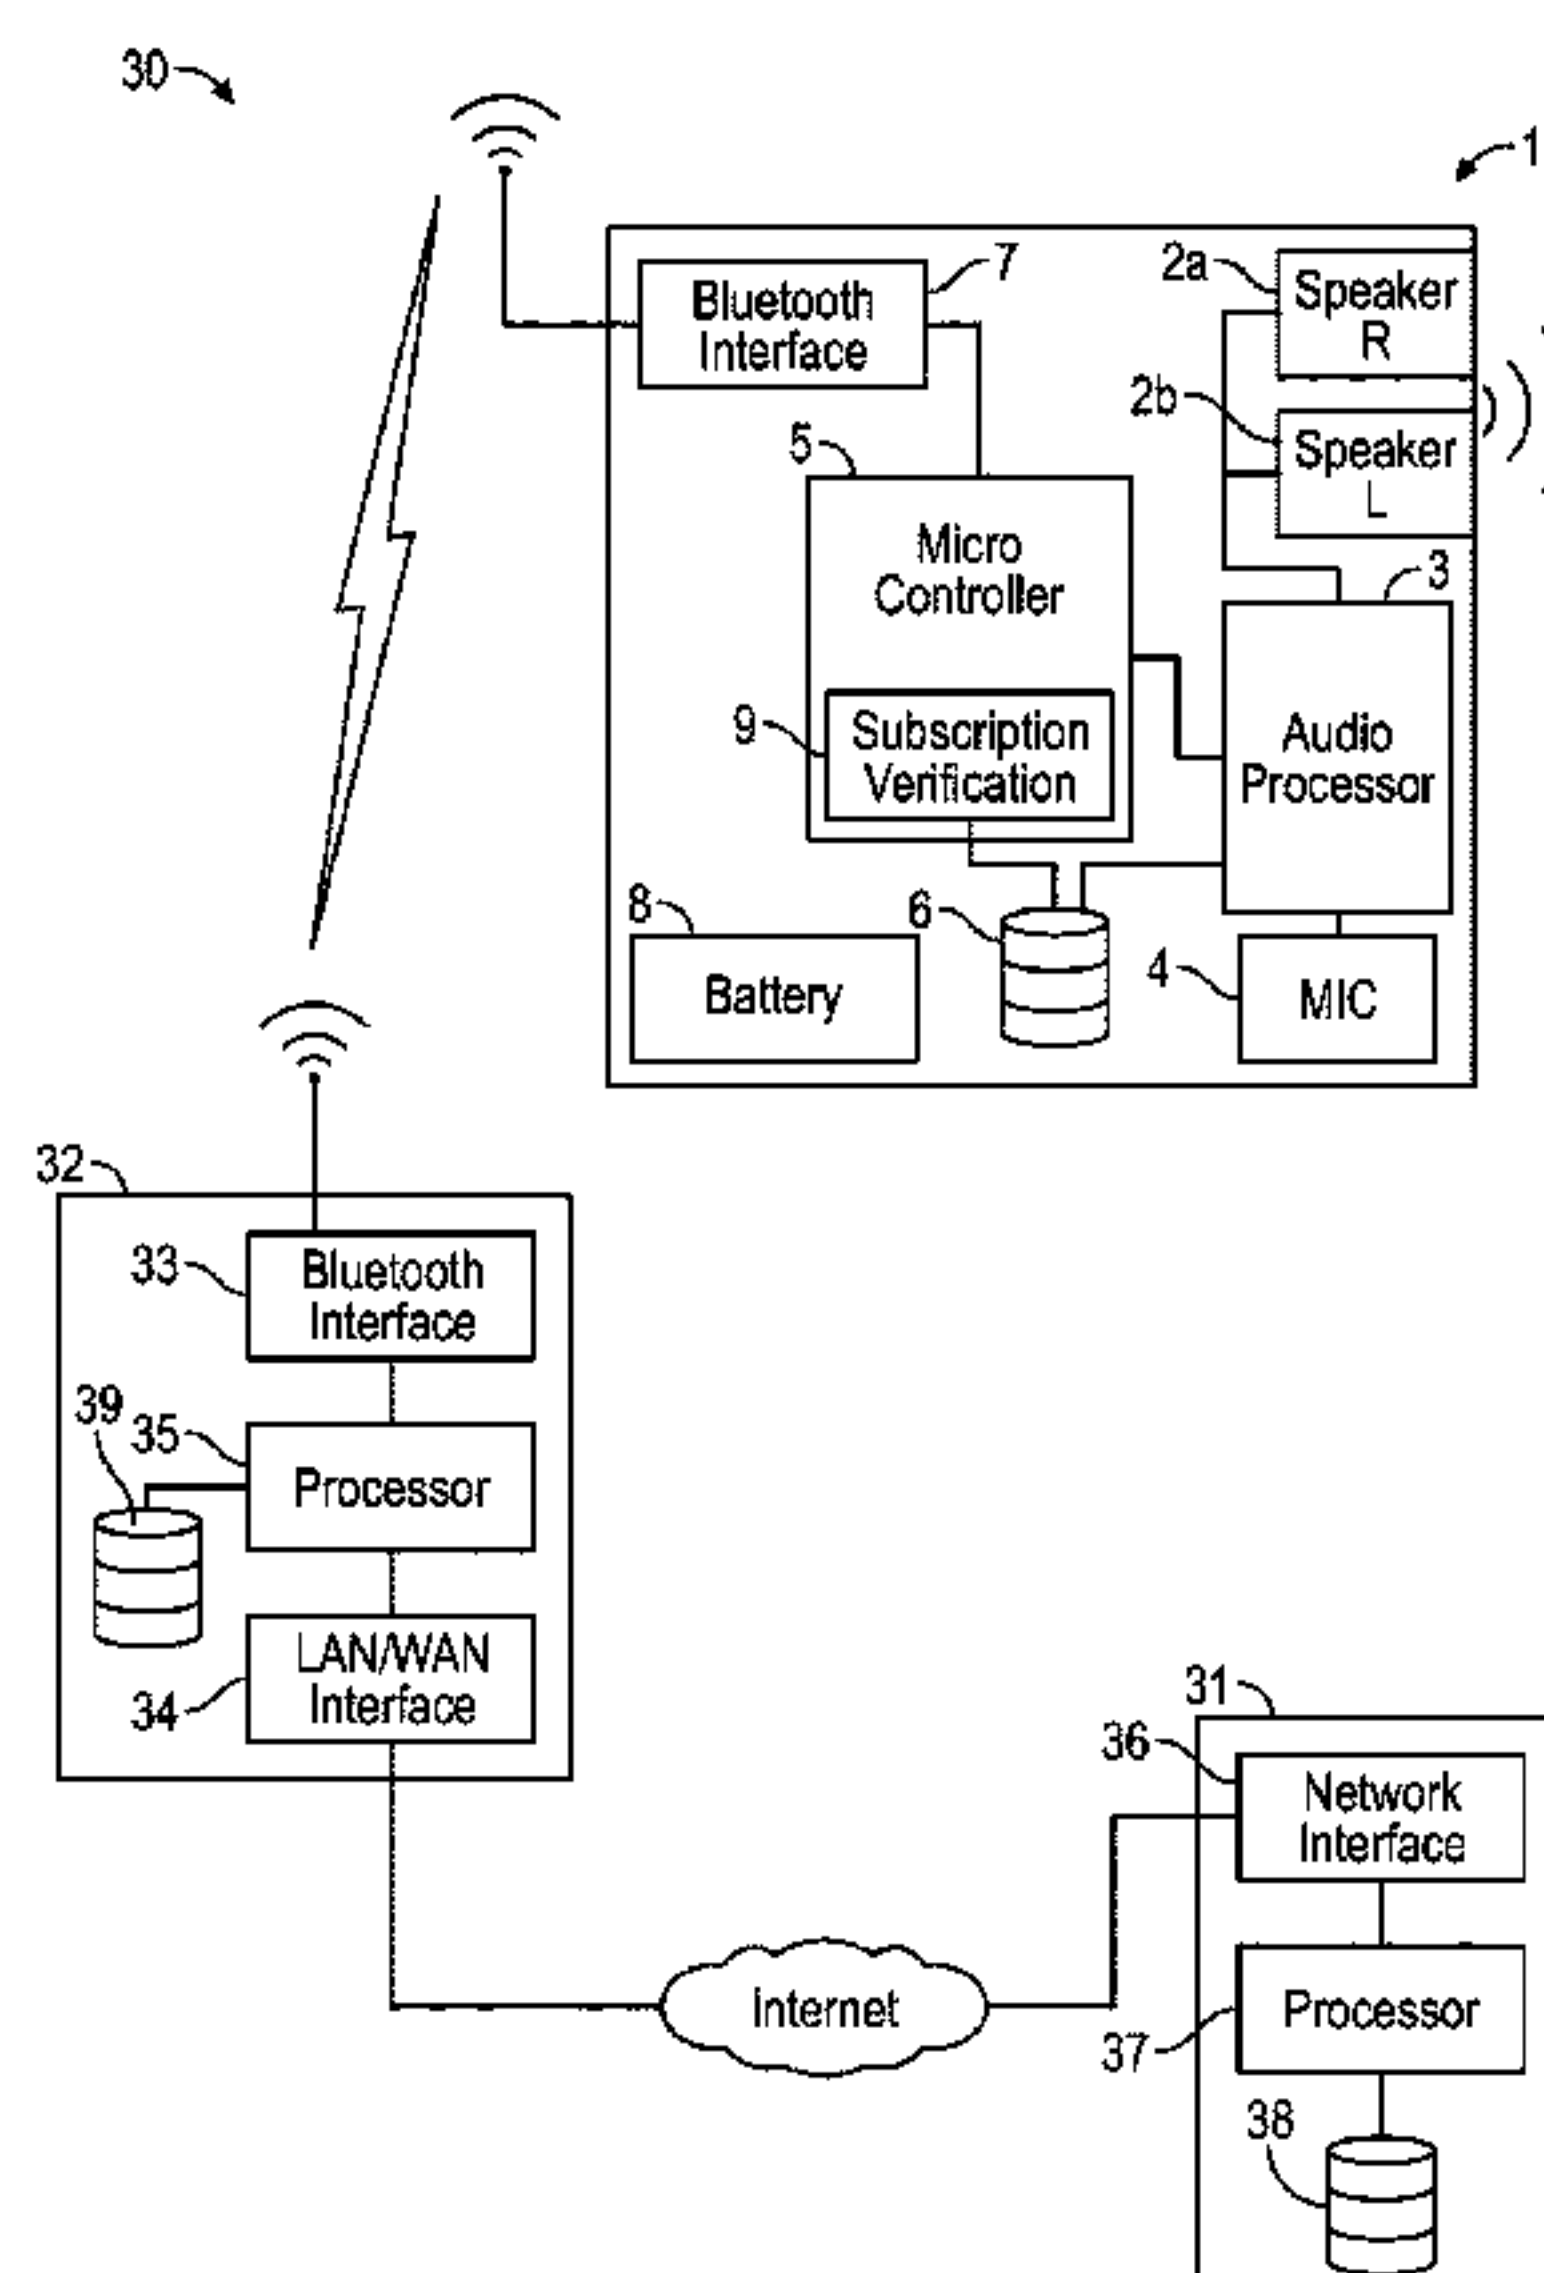 30
1
7
Bluetooth
Interface
2a
Speaker
R
2b
Speaker
L
5
Micro
Controller
3
9
Subscription
Verification
Audio
Processor
8
Battery
6
4
MIC
32
33
Bluetooth
Interface
39
35
Processor
34
LAN/WAN
Interface
31
36
Network
Interface
Internet
37
Processor
38